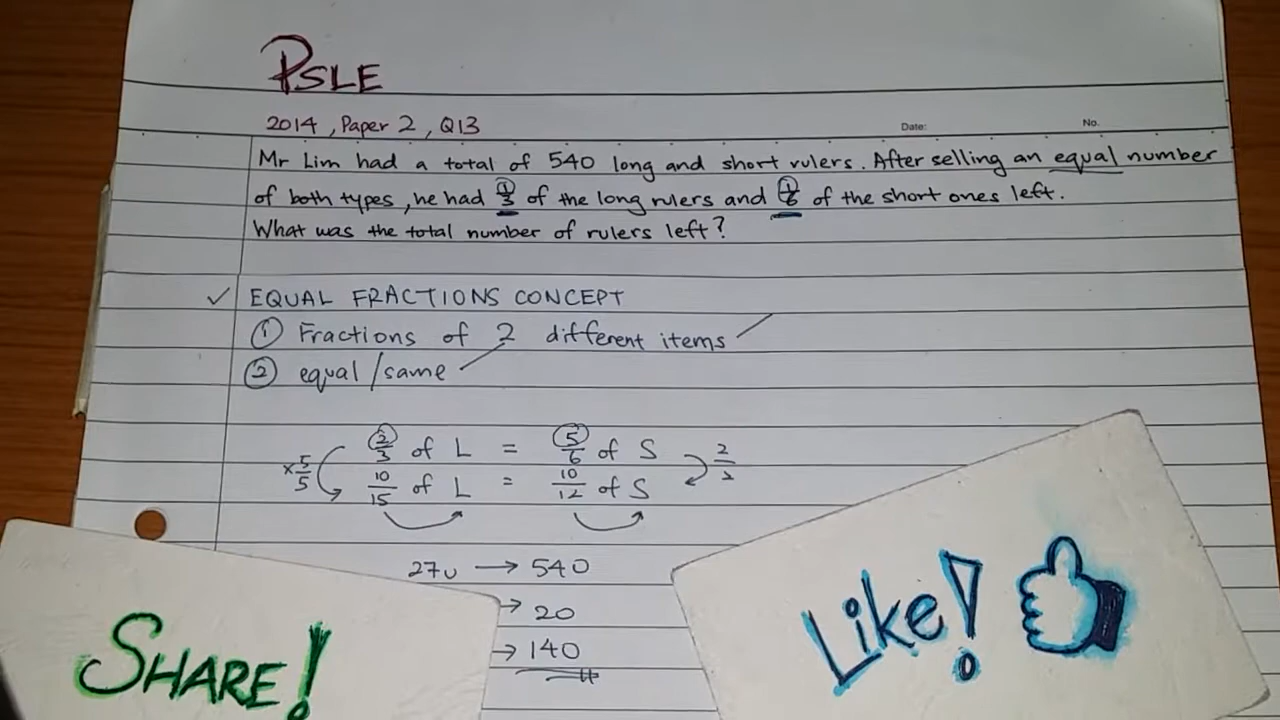 PSLE
2014, Paper 2, Q13
Date:
No.
Mr Lim had a total of 540 long and short rulers. After selling an equal number
of both types, he had 1/3 of the long rulers and 1/6 of the short ones left.
What was the total number of rulers left?
✓ EQUAL FRACTIONS CONCEPT
① Fractions of 2 different items
② equal/same
×5/5 2/3 of L = 5/6 of S 2/2
10/15 of L = 10/12 of S
27u → 540
→ 20
→ 140
SHARE!
Like!